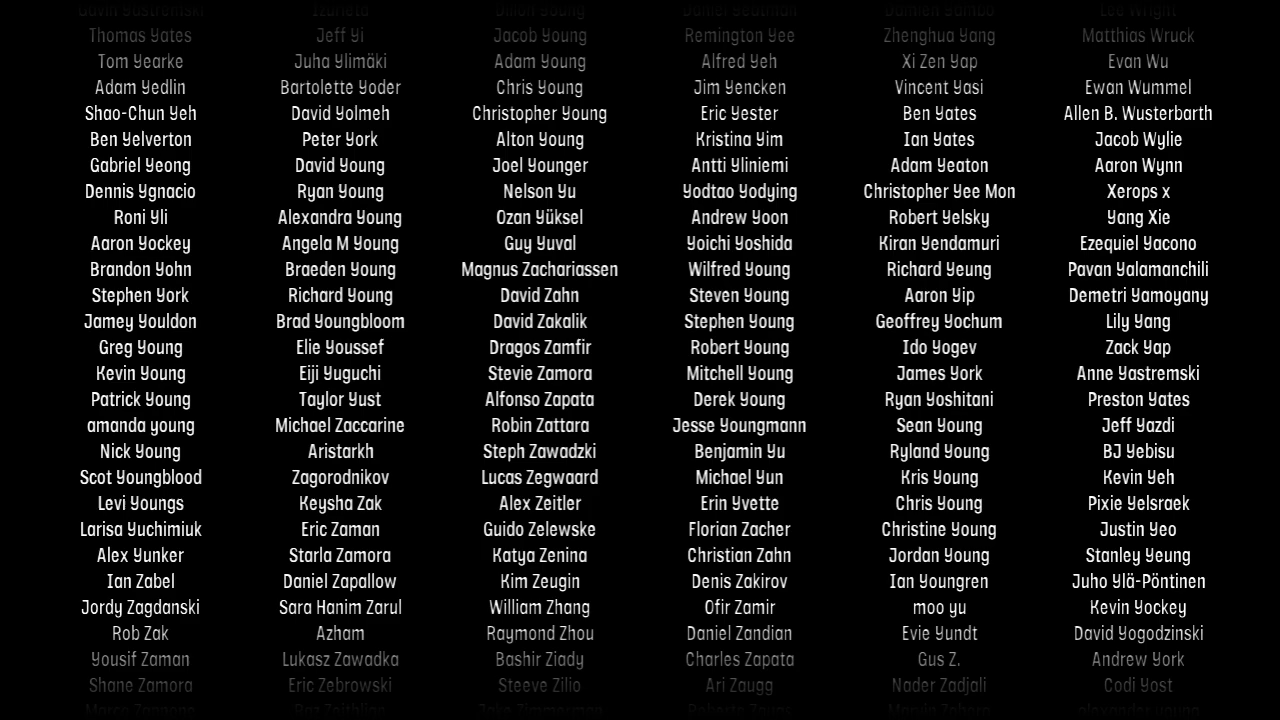 Thomas Yates
Tom Yearke
Adam Yedlin
Shao-Chun Yeh
Ben Yelverton
Gabriel Yeong
Dennis Ygnacio
Roni Yli
Aaron Yockey
Brandon Yohn
Stephen York
Jamey Youldon
Greg Young
Kevin Young
Patrick Young
amanda young
Nick Young
Scot Youngblood
Levi Youngs
Larisa Yuchimiuk
Alex Yunker
Ian Zabel
Jordy Zagdanski
Rob Zak
Yousif Zaman
Shane Zamora
Jeff Yi
Juha Ylimäki
Bartolette Yoder
David Yolmeh
Peter York
David Young
Ryan Young
Alexandra Young
Angela M Young
Braeden Young
Richard Young
Brad Youngbloom
Elie Youssef
Eiji Yuguchi
Taylor Yust
Michael Zaccarine
Aristarkh
Zagorodnikov
Keysha Zak
Eric Zaman
Starla Zamora
Daniel Zapallow
Sara Hanim Zarul
Azham
Lukasz Zawadka
Eric Zebrowski
Jacob Young
Adam Young
Chris Young
Christopher Young
Alton Young
Joel Younger
Nelson Yu
Ozan Yüksel
Guy Yuval
Magnus Zachariassen
David Zahn
David Zakalik
Dragos Zamfir
Stevie Zamora
Alfonso Zapata
Robin Zattara
Steph Zawadzki
Lucas Zegwaard
Alex Zeitler
Guido Zelewske
Katya Zenina
Kim Zeugin
William Zhang
Raymond Zhou
Bashir Ziady
Steeve Zilio
Remington Yee
Alfred Yeh
Jim Yencken
Eric Yester
Kristina Yim
Antti Yliniemi
Yodtao Yodying
Andrew Yoon
Yoichi Yoshida
Wilfred Young
Steven Young
Stephen Young
Robert Young
Mitchell Young
Derek Young
Jesse Youngmann
Benjamin Yu
Michael Yun
Erin Yvette
Florian Zacher
Christian Zahn
Denis Zakirov
Ofir Zamir
Daniel Zandian
Charles Zapata
Ari Zaugg
Zhenghua Yang
Xi Zen Yap
Vincent Yasi
Ben Yates
Ian Yates
Adam Yeaton
Christopher Yee Mon
Robert Yelsky
Kiran Yendamuri
Richard Yeung
Aaron Yip
Geoffrey Yochum
Ido Yogev
James York
Ryan Yoshitani
Sean Young
Ryland Young
Kris Young
Chris Young
Christine Young
Jordan Young
Ian Youngren
moo yu
Evie Yundt
Gus Z.
Nader Zadjali
Matthias Wruck
Evan Wu
Ewan Wummel
Allen B. Wusterbarth
Jacob Wylie
Aaron Wynn
Xerops x
Yang Xie
Ezequiel Yacono
Pavan Yalamanchili
Demetri Yamoyany
Lily Yang
Zack Yap
Anne Yastremski
Preston Yates
Jeff Yazdi
BJ Yebisu
Kevin Yeh
Pixie Yelsraek
Justin Yeo
Stanley Yeung
Juho Ylä-Pöntinen
Kevin Yockey
David Yogodzinski
Andrew York
Codi Yost